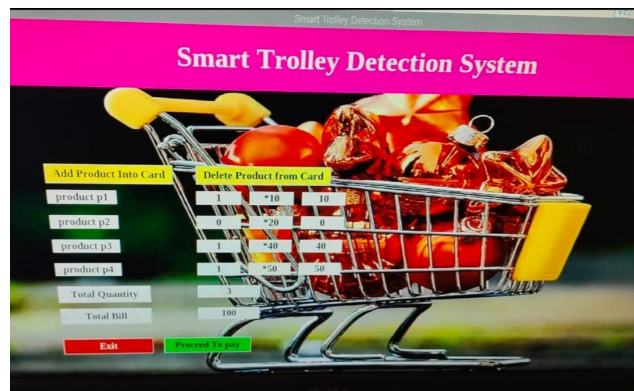 Smart Trolley Detection System
Smart Trolley Detection System
Add Product Into Card Delete Product from Card
product p1 1 *10 10
product p2 0 *20 0
product p3 1 *40 40
product p4 1 *50 50
Total Quantity 3
Total Bill 100
Exit Proceed To pay